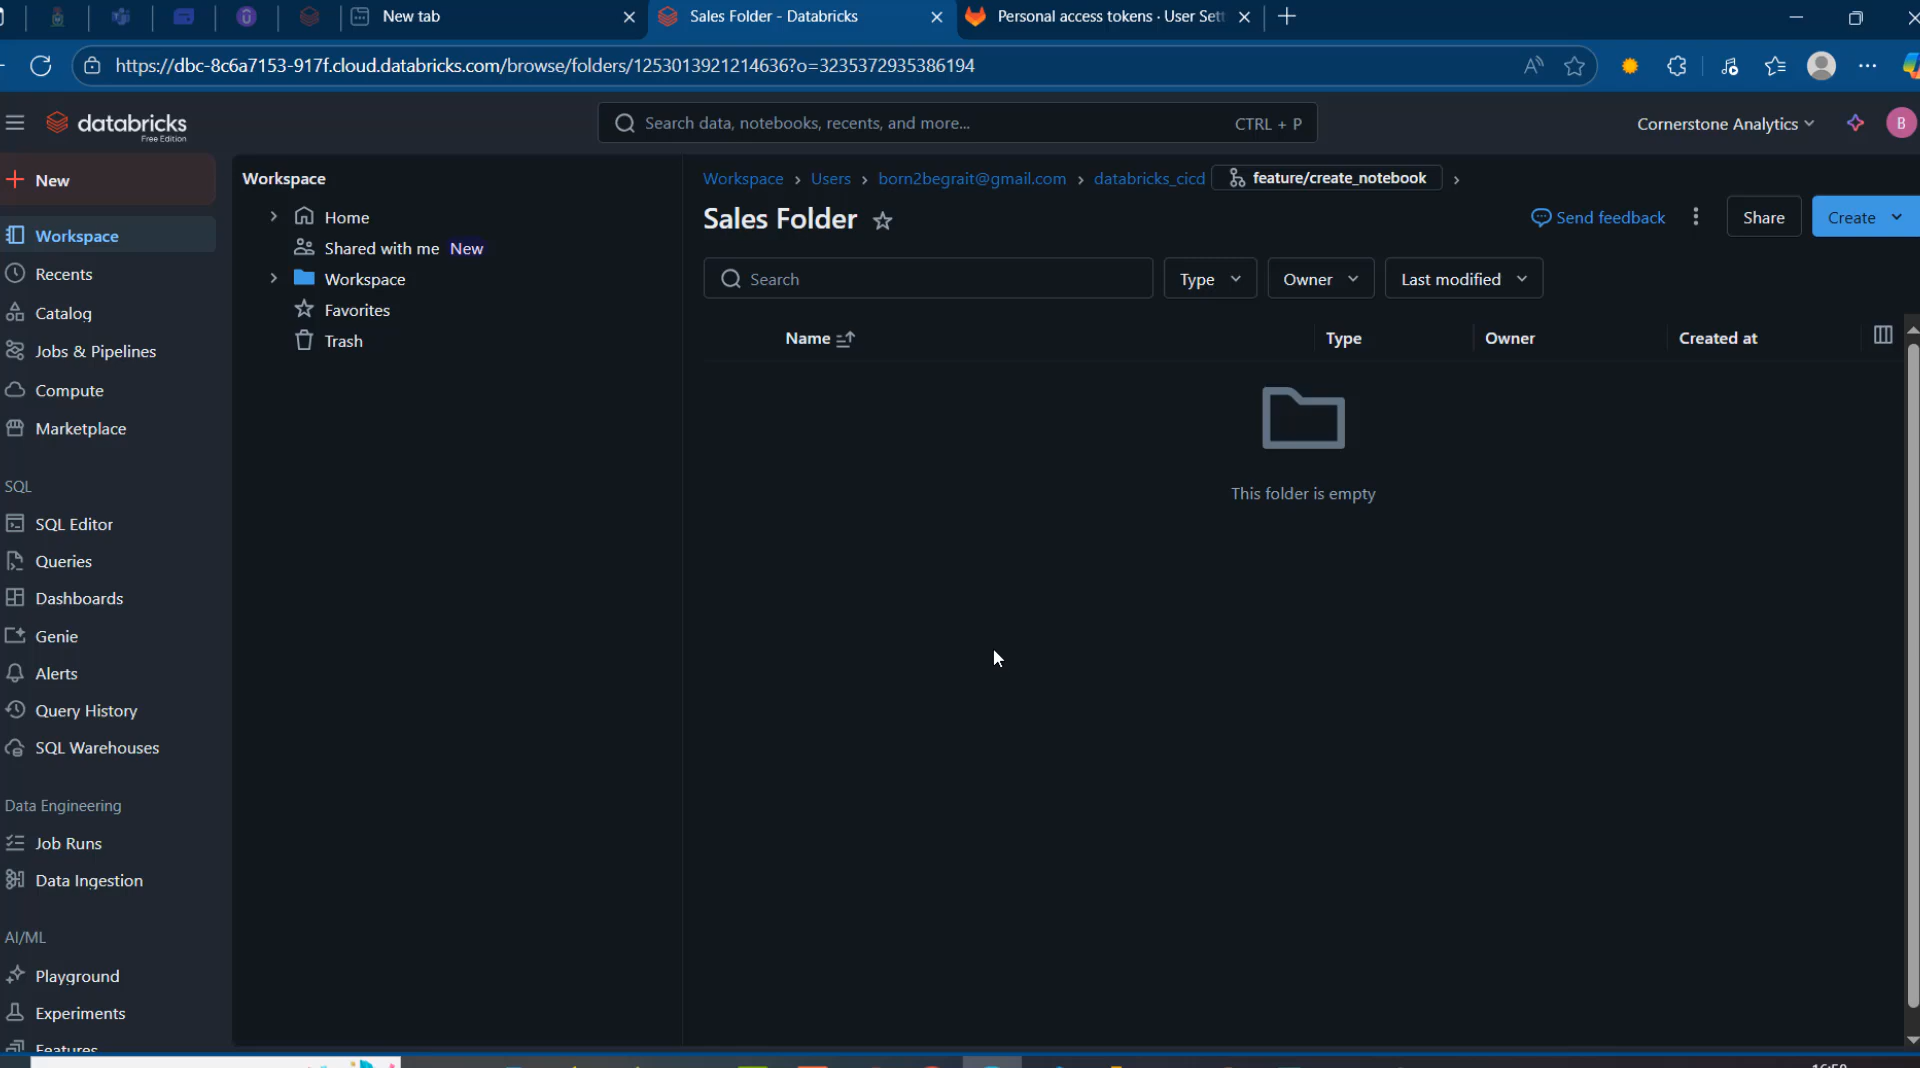 New tab
Sales Folder - Databricks
Personal access tokens · User Sett
https://dbc-8c6a7153-917f.cloud.databricks.com/browse/folders/1253013921214636?o=3235372935386194
databricks
Free Edition
Search data, notebooks, recents, and more...
CTRL + P
Cornerstone Analytics
B
New
Workspace
Recents
Catalog
Jobs & Pipelines
Compute
Marketplace
SQL
SQL Editor
Queries
Dashboards
Genie
Alerts
Query History
SQL Warehouses
Data Engineering
Job Runs
Data Ingestion
AI/ML
Playground
Experiments
Features
Workspace
Home
Shared with me New
Workspace
Favorites
Trash
Workspace > Users > born2begrait@gmail.com > databricks_cicd feature/create_notebook >
Sales Folder
Send feedback
Share
Create
Search
Type
Owner
Last modified
Name
Type
Owner
Created at
This folder is empty